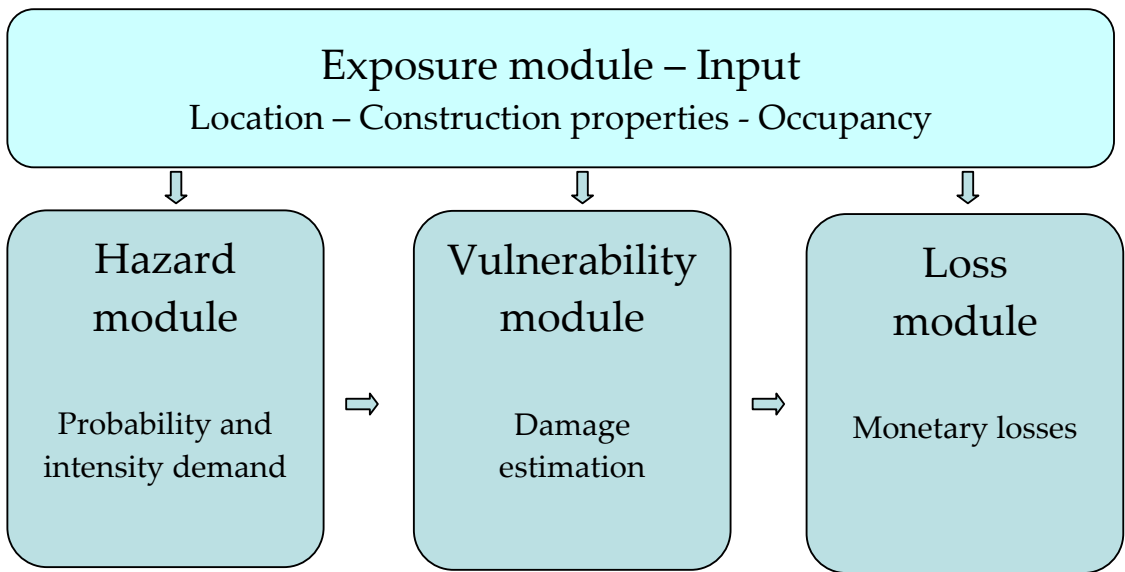 Exposure module – Input
Location – Construction properties - Occupancy
Hazard
module
Probability and
intensity demand
Vulnerability
module
Damage
estimation
Loss
module
Monetary losses